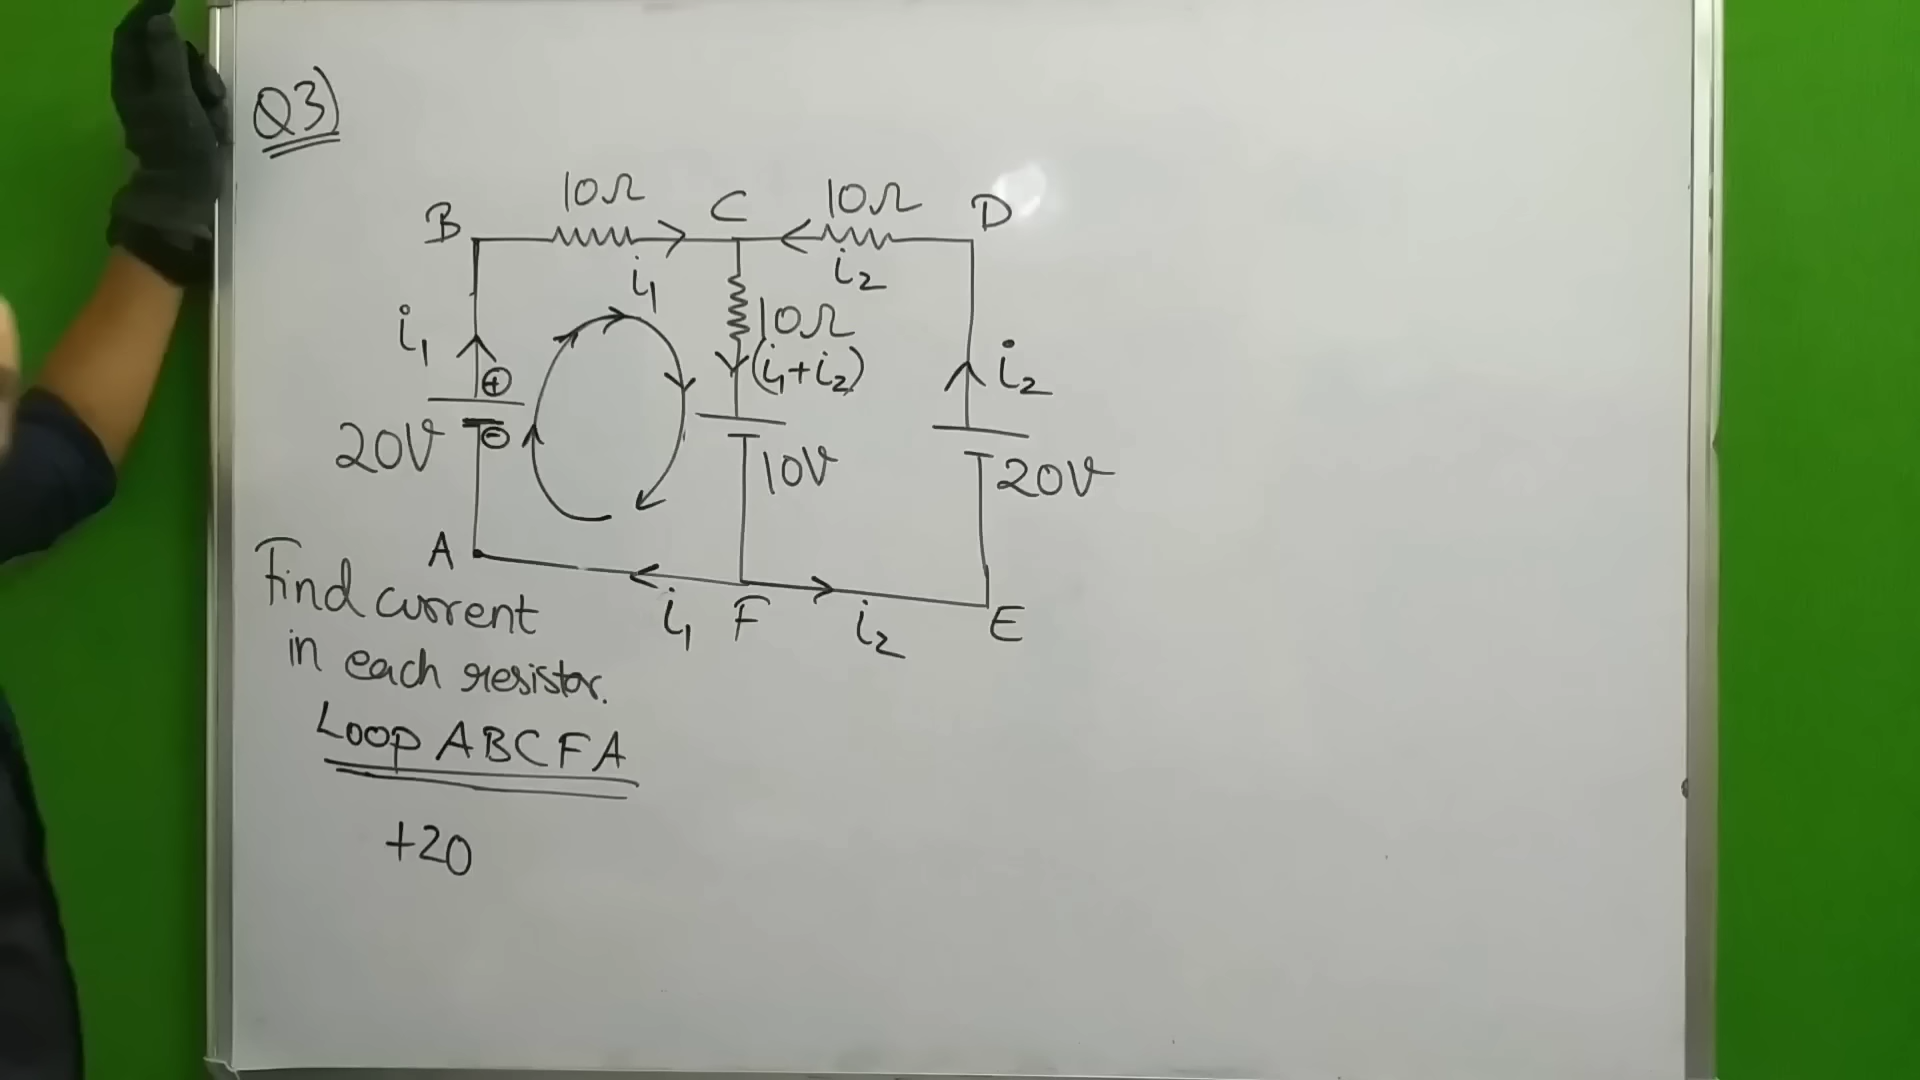 Q3)
10Ω
10Ω
B
C
D
i₁
i₂
10Ω
i₁
(i₁+i₂)
i₂
⊕
20V
⊖
10V
20V
A
i₁
F
i₂
E
Find current
in each resistor.
Loop ABCFA
+20